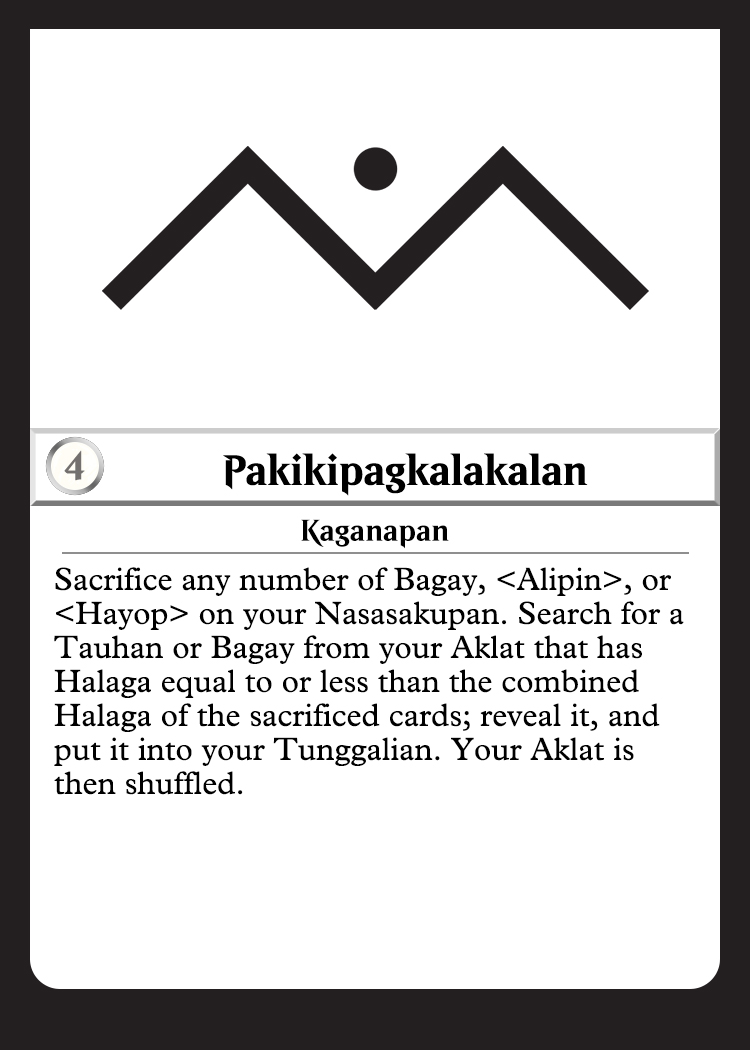 4
Pakikipagkalakalan
Kaganapan
Sacrifice any number of Bagay, <Alipin>, or
<Hayop> on your Nasasakupan. Search for a
Tauhan or Bagay from your Aklat that has
Halaga equal to or less than the combined
Halaga of the sacrificed cards; reveal it, and
put it into your Tunggalian. Your Aklat is
then shuffled.